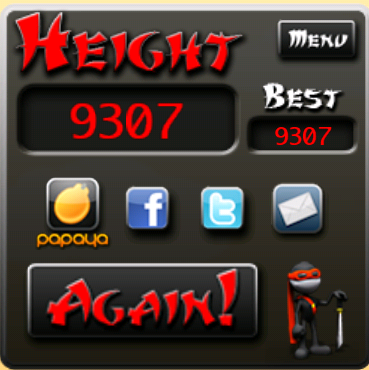 HEIGHT
MENU
9307
BEST
9307
papaya
f
t
AGAIN!